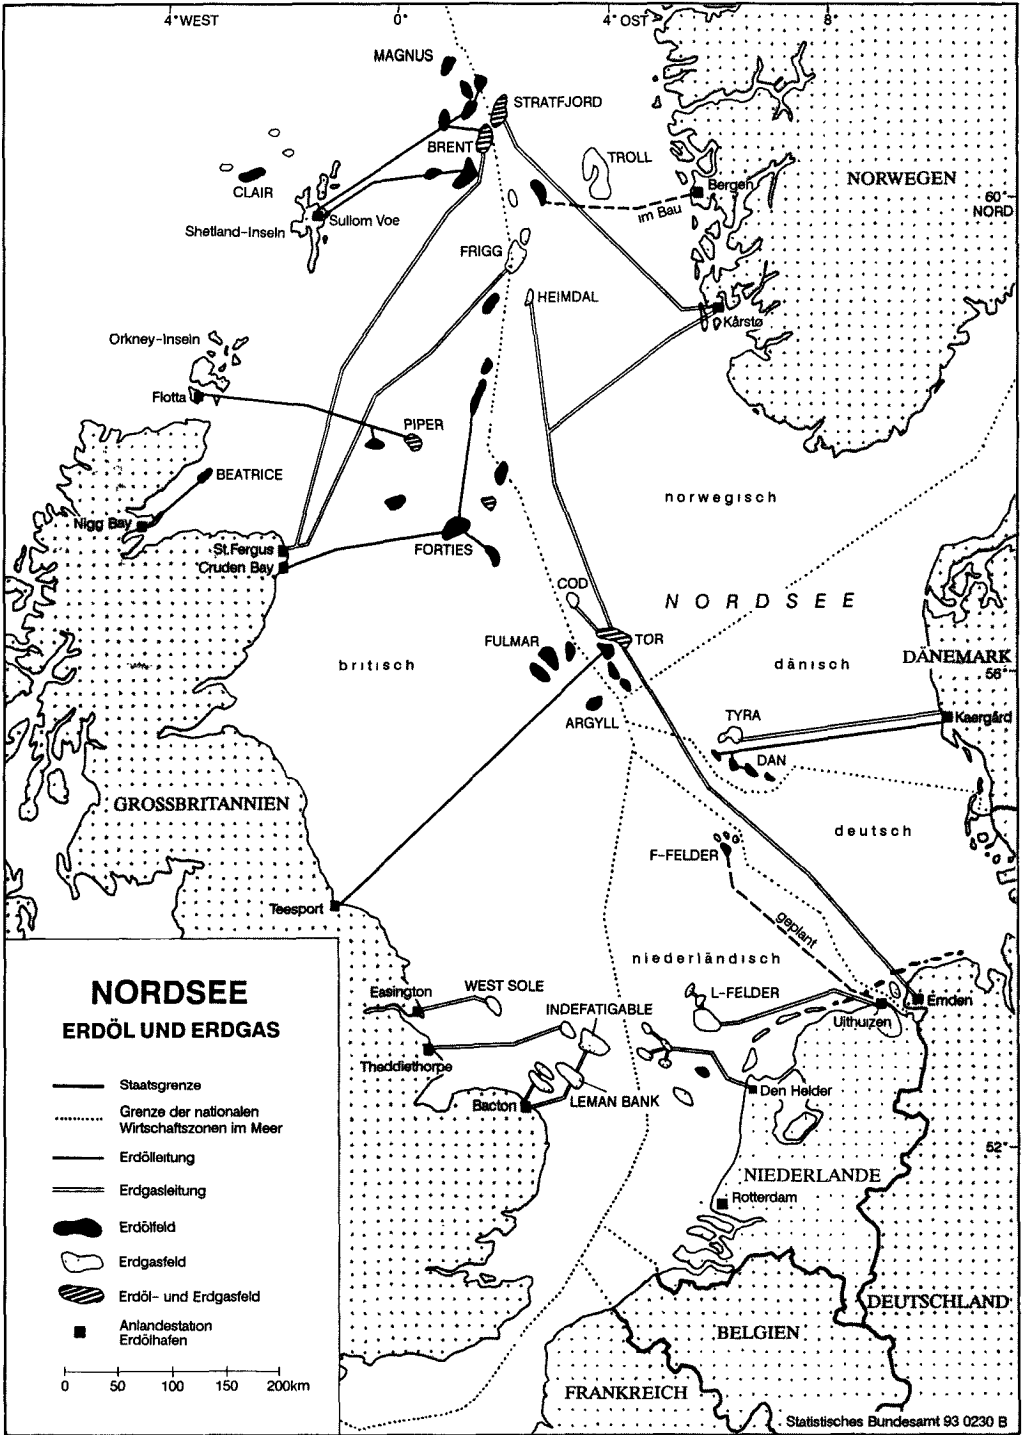 4° WEST
0°
4° OST
8°
MAGNUS
STRATFJORD
BRENT
TROLL
CLAIR
Bergen
NORWEGEN
60°
NORD
im Bau
Sullom Voe
Shetland-Inseln
FRIGG
HEIMDAL
Kårstø
Orkney-Inseln
Flotta
PIPER
BEATRICE
norwegisch
Nigg Bay
St.Fergus
FORTIES
Cruden Bay
COD
NORDSEE
FULMAR
TOR
britisch
dänisch
DÄNEMARK
56°
ARGYLL
TYRA
Kaergård
DAN
GROSSBRITANNIEN
deutsch
F-FELDER
Teesport
geplant
niederländisch
Easington
WEST SOLE
L-FELDER
Emden
INDEFATIGABLE
Uithuizen
Theddlethorpe
Den Helder
Bacton
LEMAN BANK
52°
NIEDERLANDE
Rotterdam
DEUTSCHLAND
BELGIEN
FRANKREICH
NORDSEE
ERDÖL UND ERDGAS
Staatsgrenze
Grenze der nationalen
Wirtschaftszonen im Meer
Erdölleitung
Erdgasleitung
Erdölfeld
Erdgasfeld
Erdöl- und Erdgasfeld
Anlandestation
Erdölhafen
0 50 100 150 200km
Statistisches Bundesamt 93 0230 B